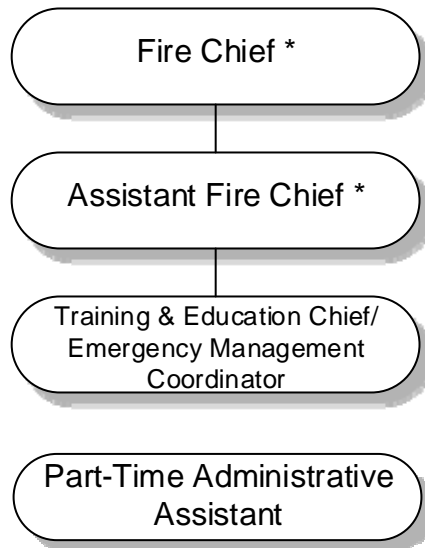 Fire Chief *
Assistant Fire Chief *
Training & Education Chief/
Emergency Management
Coordinator
Part-Time Administrative
Assistant